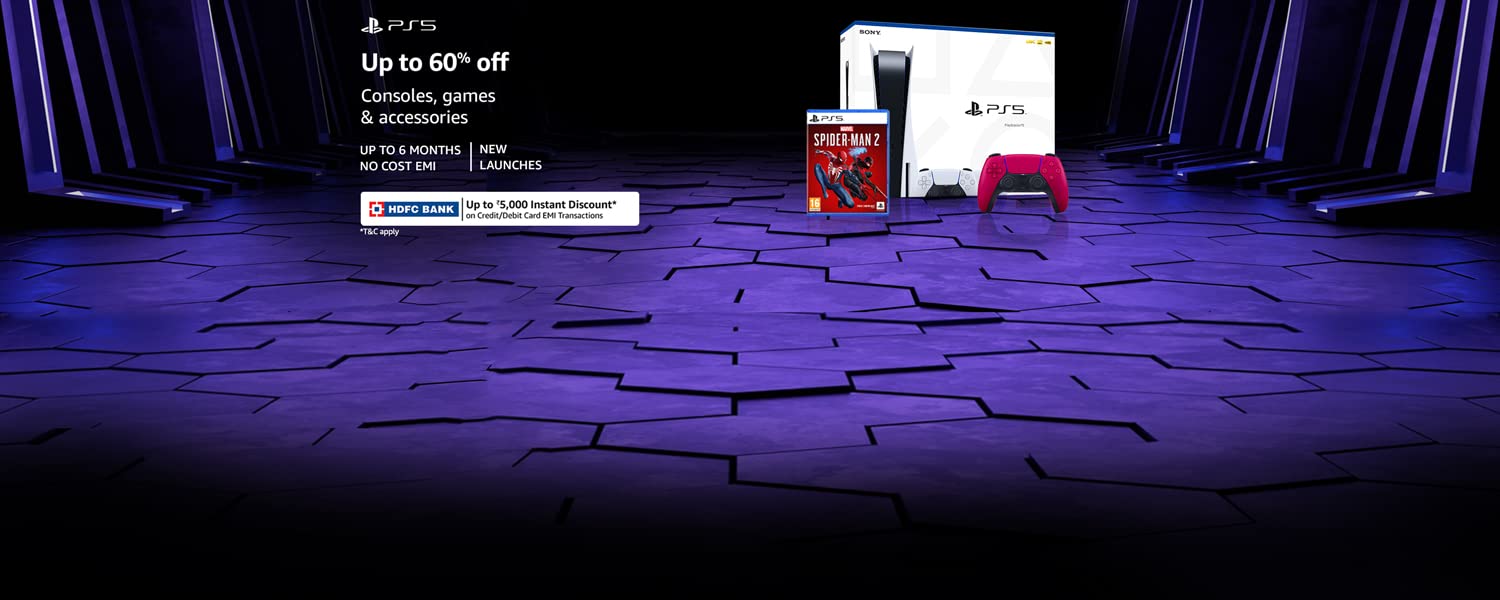 PS5
Up to 60% off
Consoles, games
& accessories
UP TO 6 MONTHS
NO COST EMI
NEW
LAUNCHES
HDFC BANK
Up to ₹5,000 Instant Discount*
on Credit/Debit Card EMI Transactions
*T&C apply
SONY
PS5
PS5
MARVEL
SPIDER-MAN 2
16